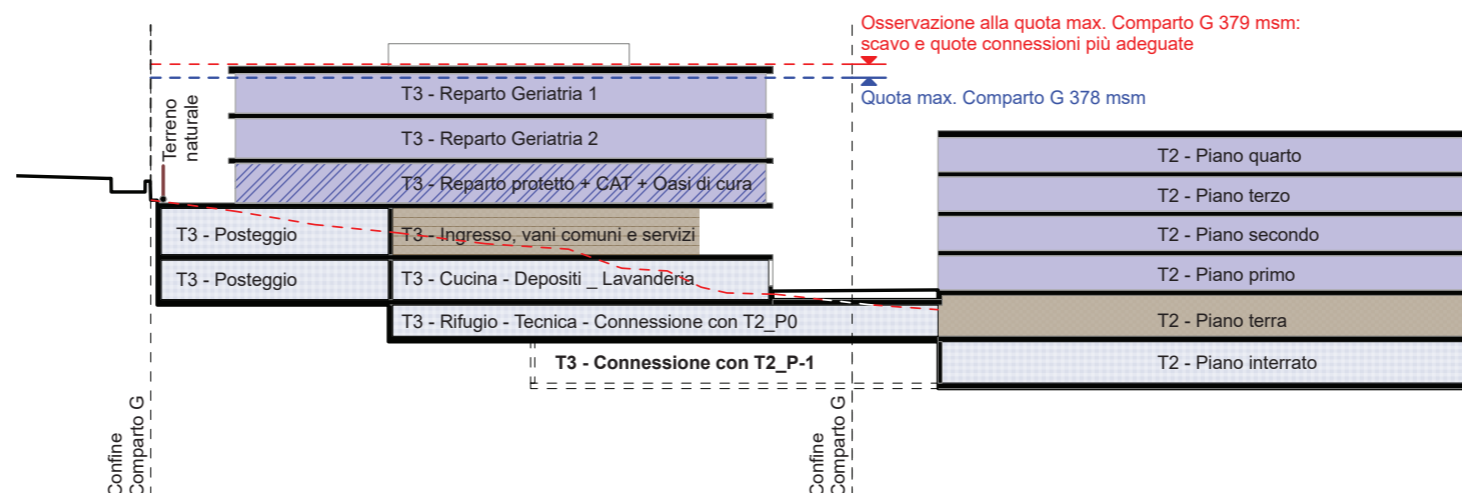 Osservazione alla quota max. Comparto G 379 msm:
scavo e quote connessioni più adeguate
Quota max. Comparto G 378 msm
Terreno
naturale
T3 - Reparto Geriatria 1
T3 - Reparto Geriatria 2
T3 - Reparto protetto + CAT + Oasi di cura
T3 - Posteggio
T3 - Ingresso, vani comuni e servizi
T3 - Posteggio
T3 - Cucina - Depositi _ Lavanderia
T3 - Rifugio - Tecnica - Connessione con T2_P0
T3 - Connessione con T2_P-1
T2 - Piano quarto
T2 - Piano terzo
T2 - Piano secondo
T2 - Piano primo
T2 - Piano terra
T2 - Piano interrato
Confine
Comparto G
Confine
Comparto G